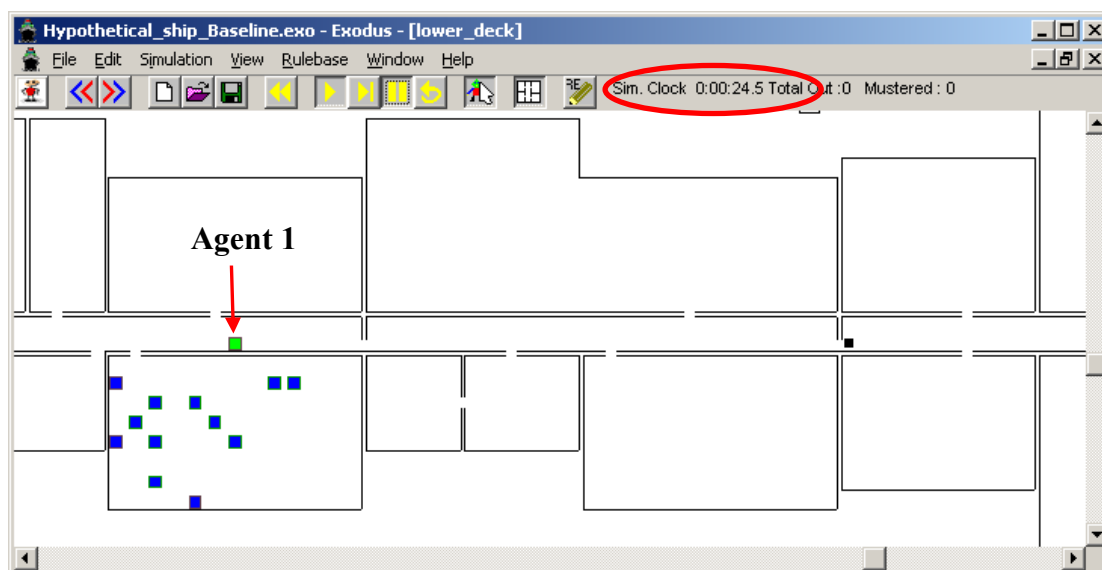 Hypothetical_ship_Baseline.exo - Exodus - [lower_deck]
File Edit Simulation View Rulebase Window Help
Sim. Clock 0:00:24.5 Total Out :0 Mustered : 0
Agent 1